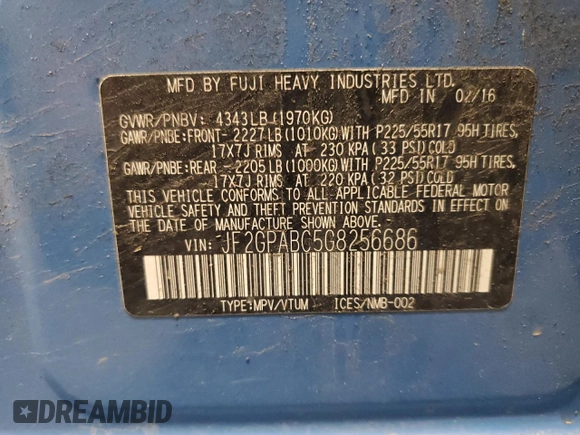 MFD BY FUJI HEAVY INDUSTRIES LTD.
MFD IN 02/16
GVWR/PNBV: 4343LB(1970KG)
GAWR/PNBE:FRONT-2227LB(1010KG)WITH P225/55R17 95H TIRES,
17X7J RIMS AT 230 KPA(33 PSI)COLD
GAWR/PNBE:REAR -2205LB(1000KG)WITH P225/55R17 95H TIRES,
17X7J RIMS AT 220 KPA(32 PSI)COLD
THIS VEHICLE CONFORMS TO ALL APPLICABLE FEDERAL MOTOR
VEHICLE SAFETY AND THEFT PREVENTION STANDARDS IN EFFECT ON
THE DATE OF MANUFACTURE SHOWN ABOVE.
VIN: JF2GPABC5G8256686
TYPE:MPV/VTUM ICES/NMB-002
DREAMBID